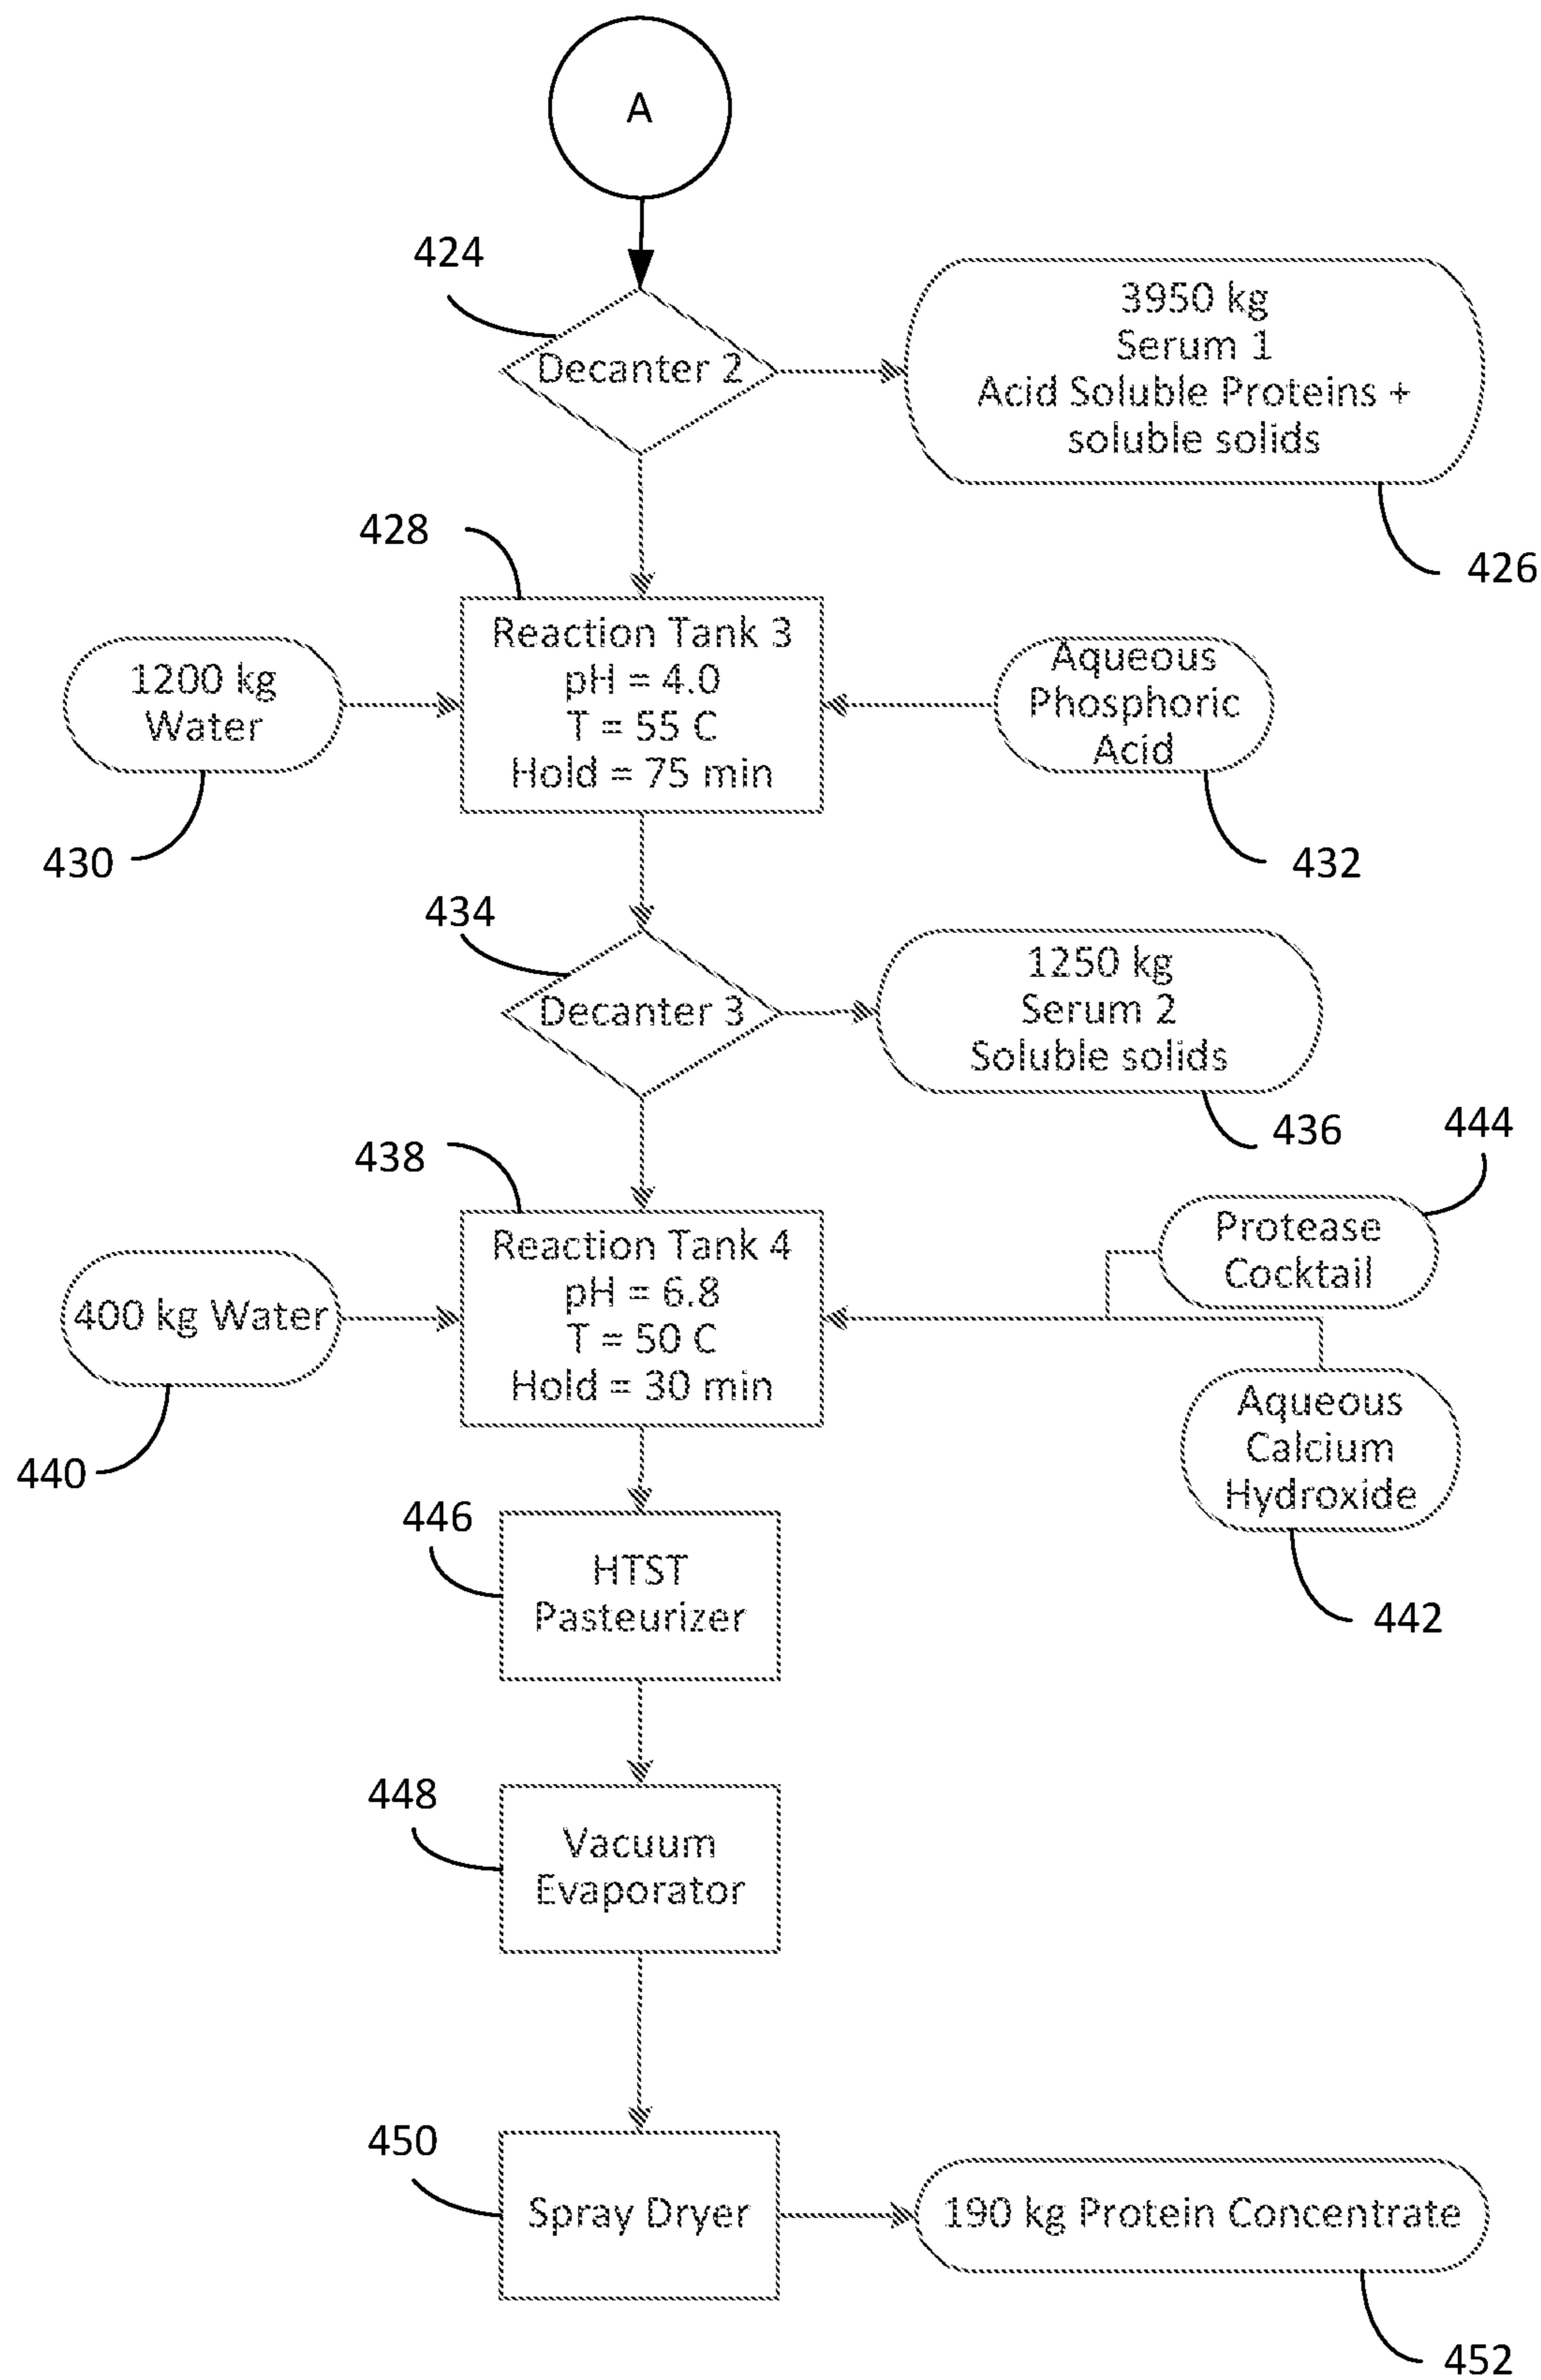 A
424
Decanter 2
3950 kg
Serum 1
Acid Soluble Proteins +
soluble solids
426
428
Reaction Tank 3
pH = 4.0
T = 55 C
Hold = 75 min
1200 kg
Water
430
Aqueous
Phosphoric
Acid
432
434
Decanter 3
1250 kg
Serum 2
Soluble solids
436
438
Reaction Tank 4
pH = 6.8
T = 50 C
Hold = 30 min
400 kg Water
440
444
Protease
Cocktail
Aqueous
Calcium
Hydroxide
442
446
HTST
Pasteurizer
448
Vacuum
Evaporator
450
Spray Dryer
190 kg Protein Concentrate
452